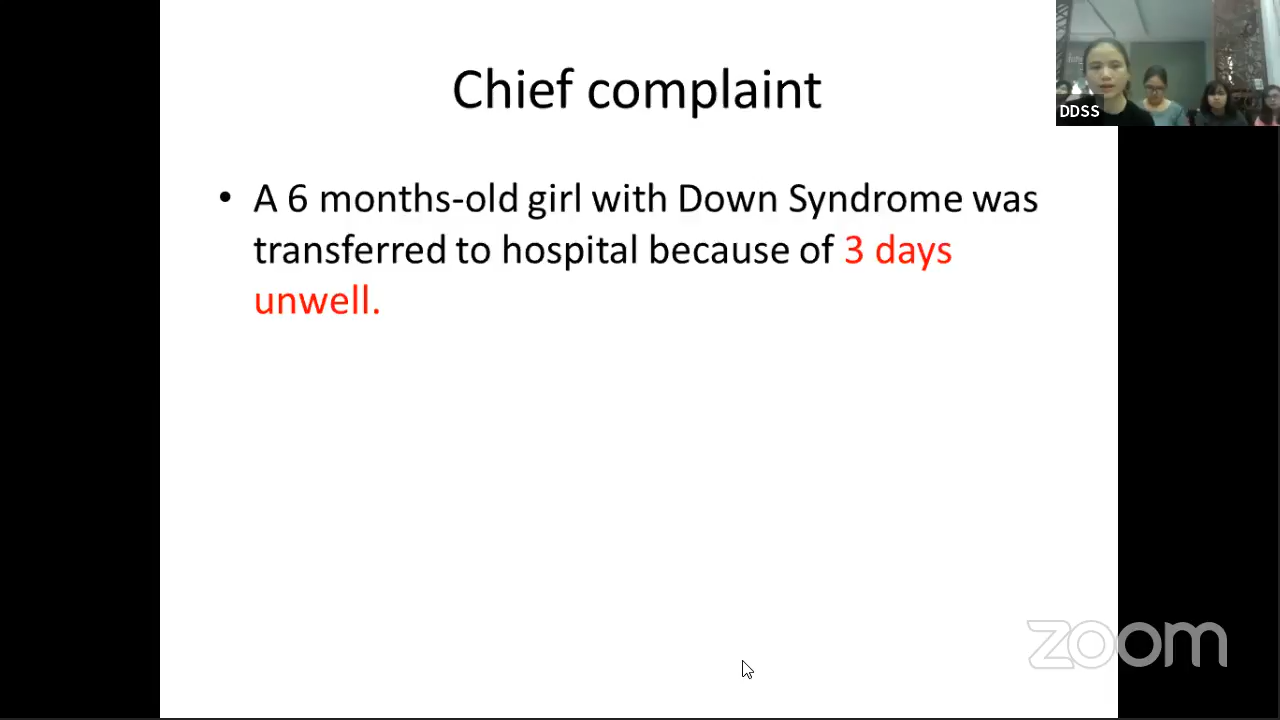 Chief complaint
DDSS
• A 6 months-old girl with Down Syndrome was
transferred to hospital because of 3 days
unwell.
zoom